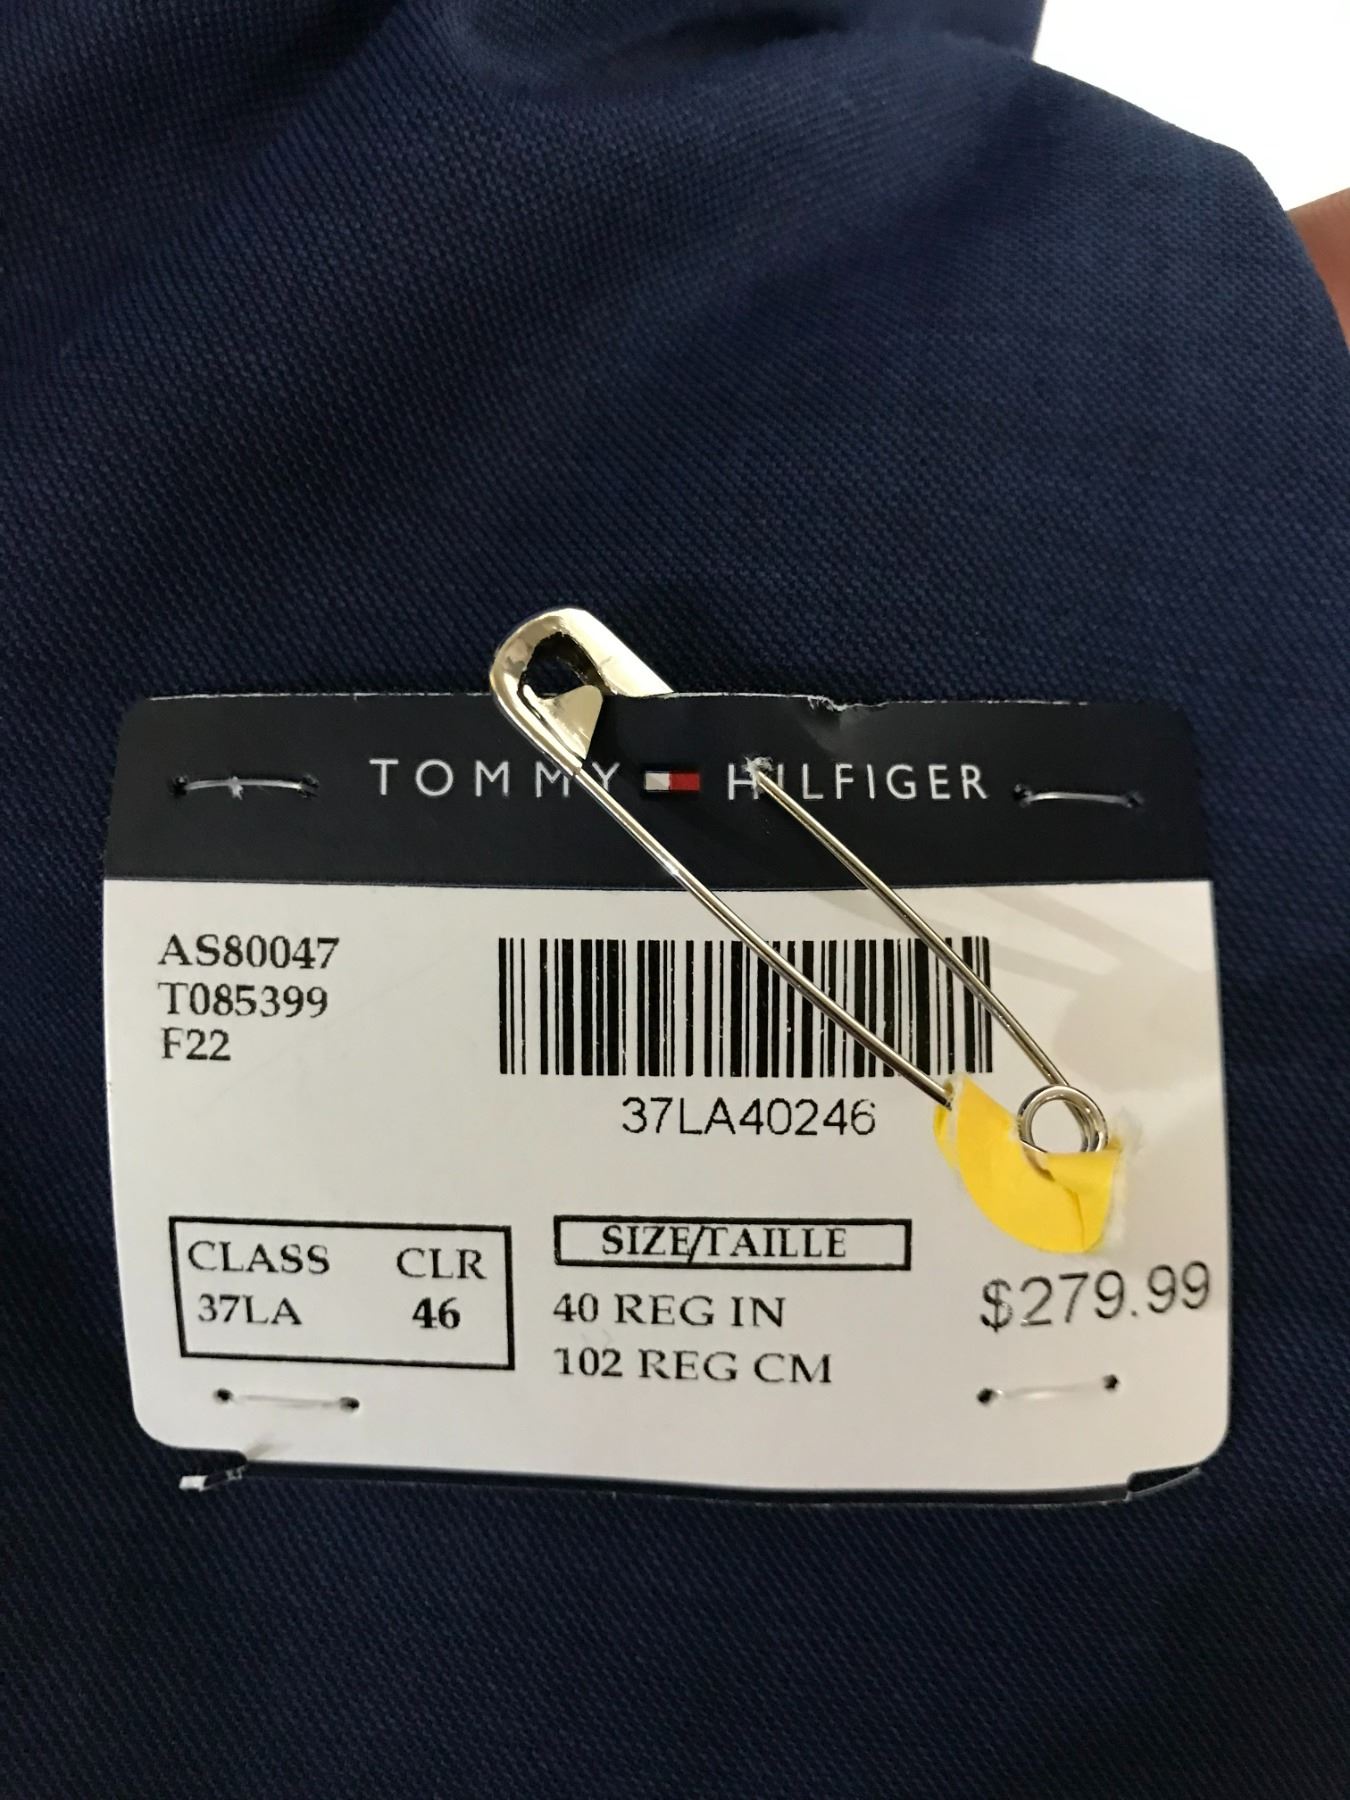 TOMMY HILFIGER
AS80047
T085399
F22
37LA40246
CLASS CLR
37LA 46
SIZE/TAILLE
40 REG IN
102 REG CM
$279.99